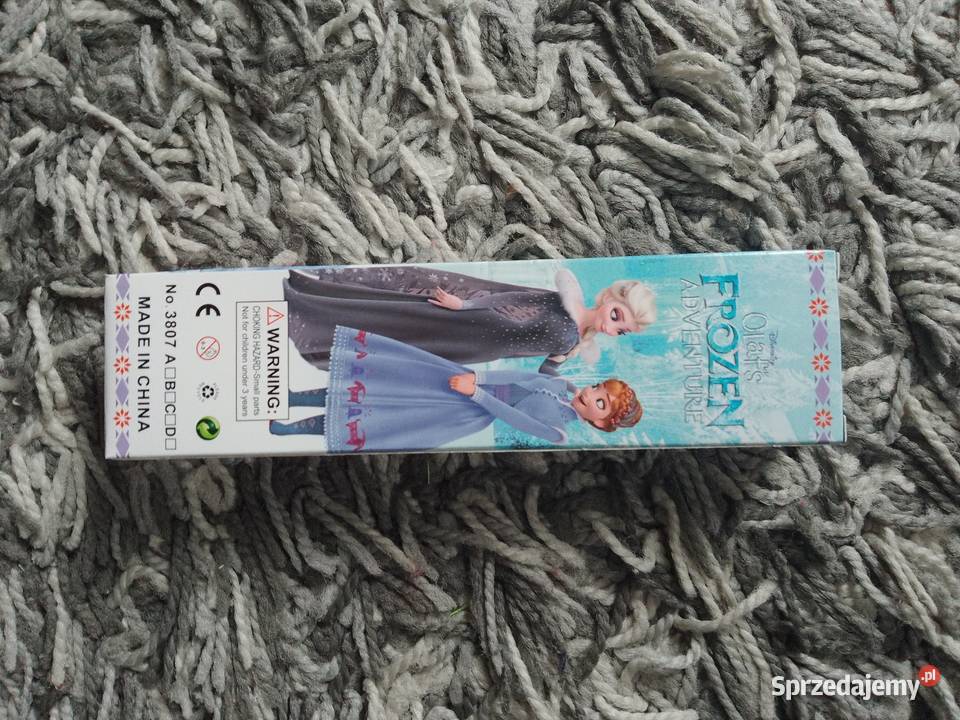 Disney
Olaf's
FROZEN
ADVENTURE
⚠WARNING:
CHOKING HAZARD-Small parts
Not for children under 3 years
CE
No.3807 A□B□C□D□
MADE IN CHINA
Sprzedajemy.pl